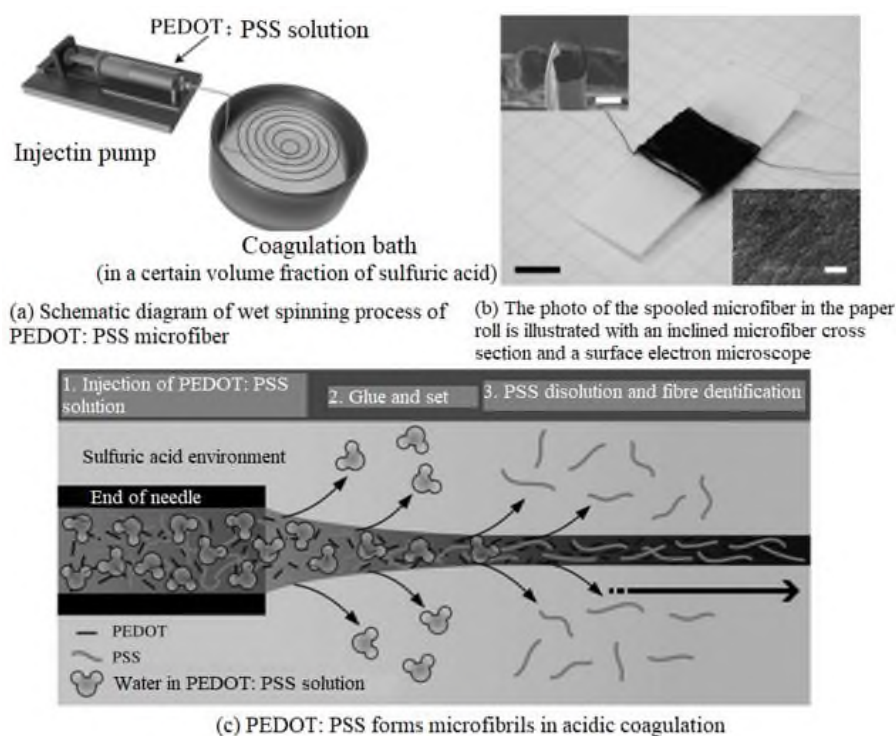 PEDOT: PSS solution
Injectin pump
Coagulation bath
(in a certain volume fraction of sulfuric acid)
(a) Schematic diagram of wet spinning process of
PEDOT: PSS microfiber
(b) The photo of the spooled microfiber in the paper
roll is illustrated with an inclined microfiber cross
section and a surface electron microscope
1. Injection of PEDOT: PSS
solution
2. Glue and set
3. PSS disolution and fibre dentification
Sulfuric acid environment
End of needle
PEDOT
PSS
Water in PEDOT: PSS solution
(c) PEDOT: PSS forms microfibrils in acidic coagulation